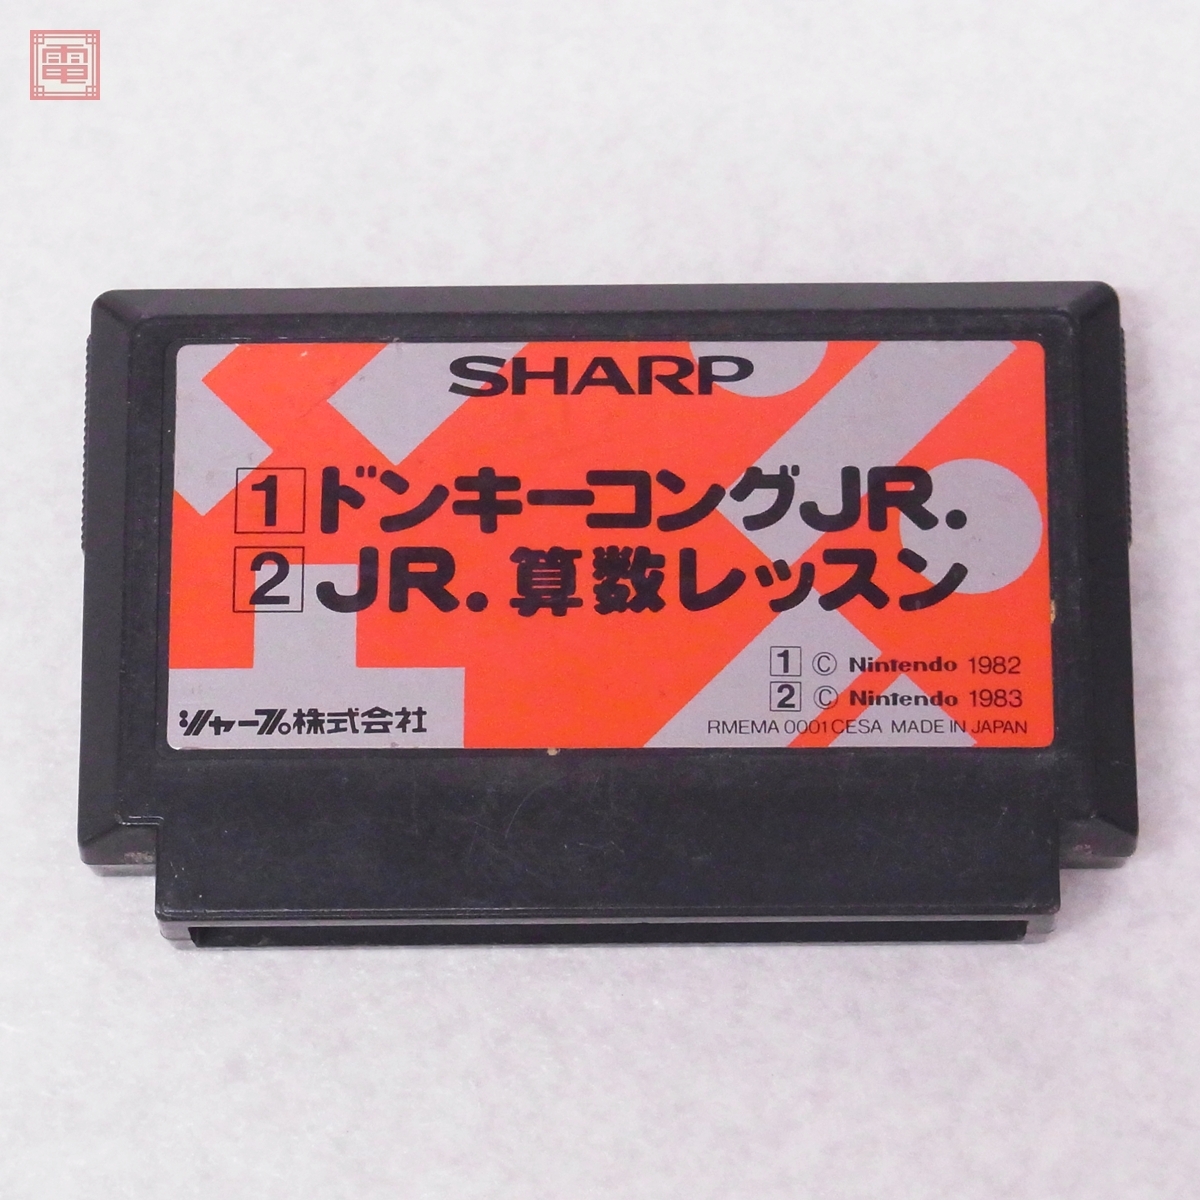 電
SHARP
1 ドンキーコングJR.
2 JR.算数レッスン
1 © Nintendo 1982
2 © Nintendo 1983
シャープ株式会社
RMEMA 0001CESA MADE IN JAPAN